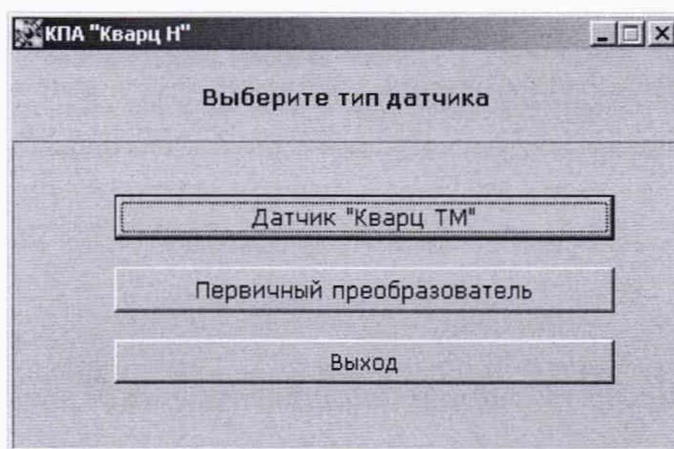 КПА "Кварц Н"
Выберите тип датчика
Датчик "Кварц ТМ"
Первичный преобразователь
Выход